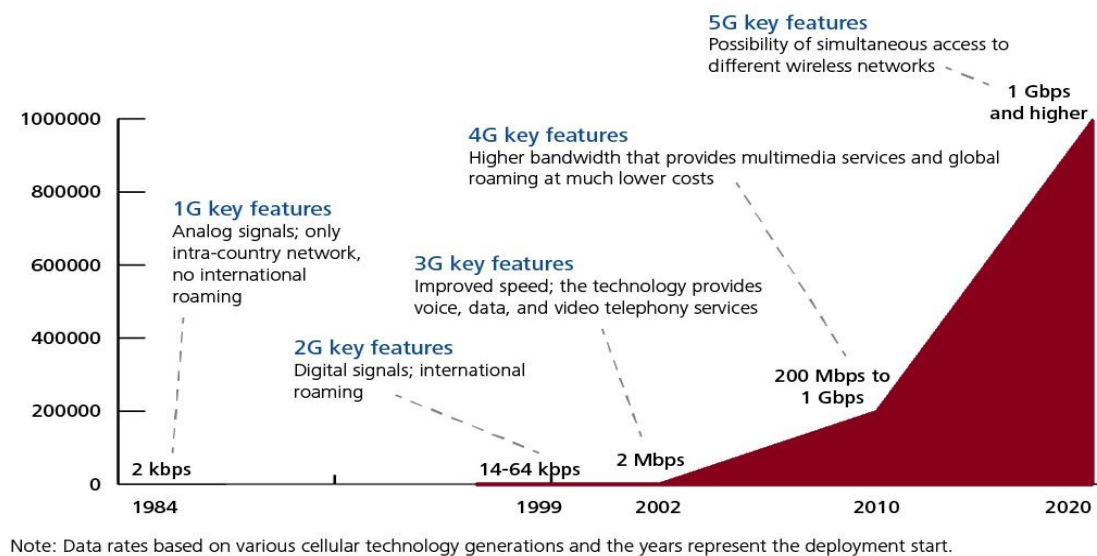 5G key features
Possibility of simultaneous access to
different wireless networks
1 Gbps
and higher
1000000
4G key features
Higher bandwidth that provides multimedia services and global
roaming at much lower costs
800000
1G key features
Analog signals; only
intra-country network,
no international
roaming
600000
3G key features
Improved speed; the technology provides
voice, data, and video telephony services
400000
2G key features
Digital signals; international
roaming
200 Mbps to
1 Gbps
200000
2 kbps
14-64 kbps
2 Mbps
0
1984
1999
2002
2010
2020
Note: Data rates based on various cellular technology generations and the years represent the deployment start.